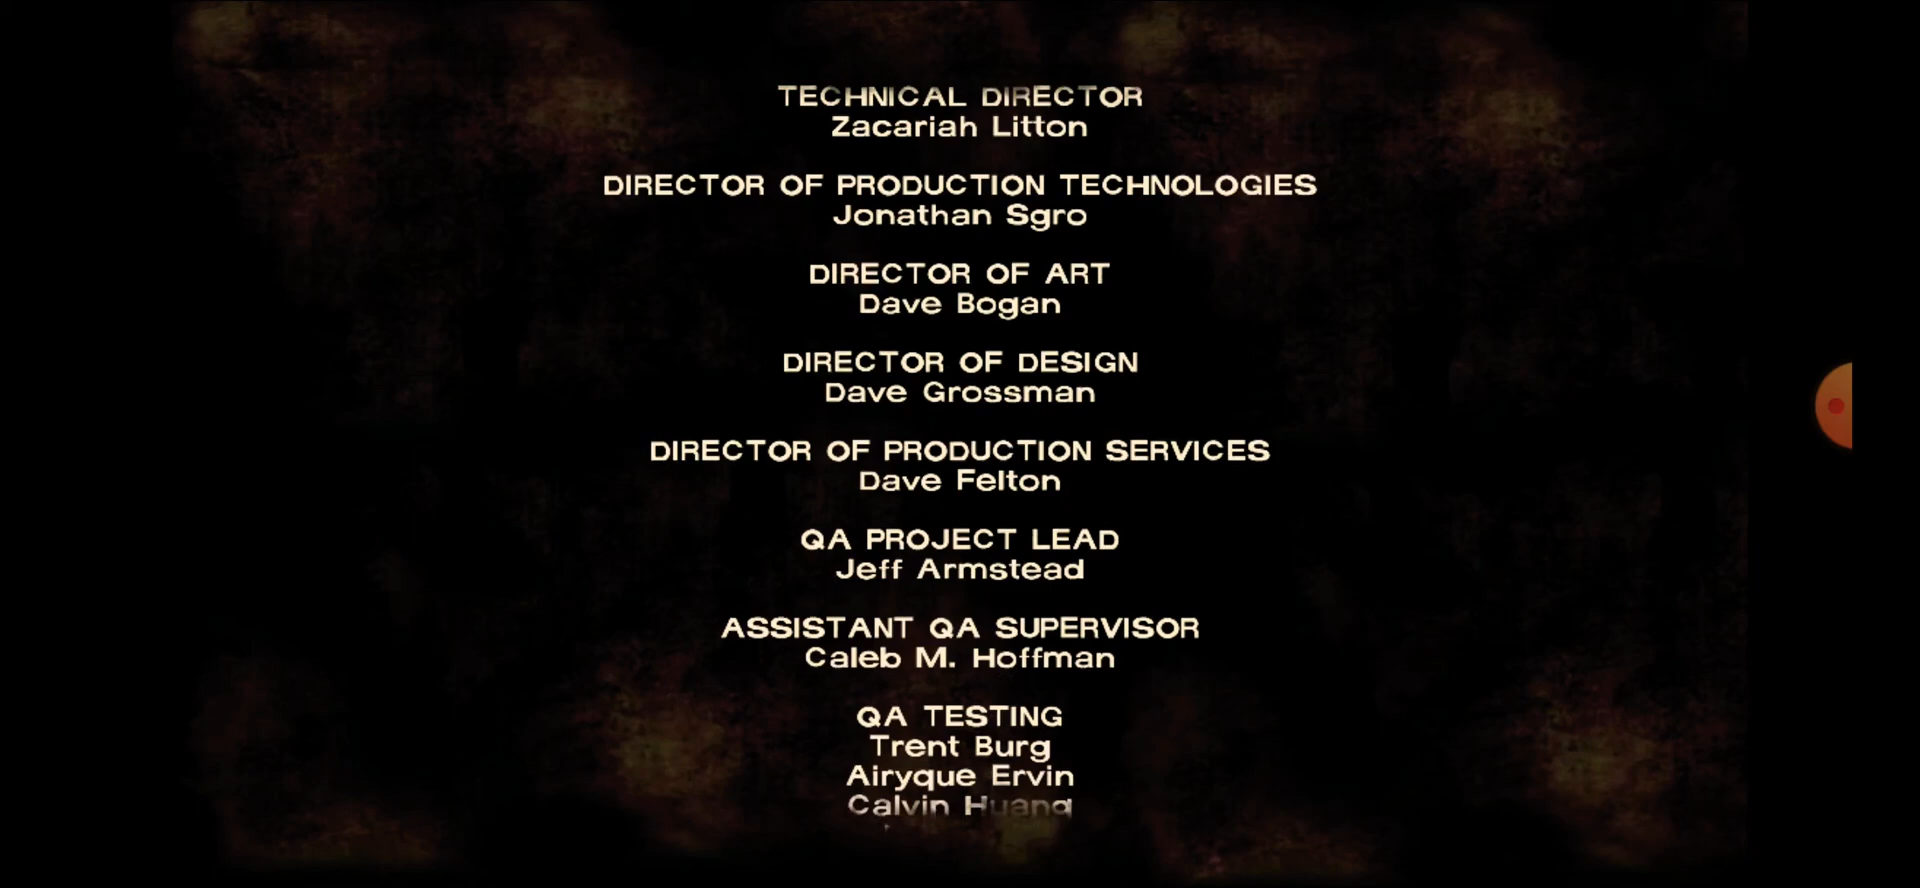 TECHNICAL DIRECTOR
Zacariah Litton
DIRECTOR OF PRODUCTION TECHNOLOGIES
Jonathan Sgro
DIRECTOR OF ART
Dave Bogan
DIRECTOR OF DESIGN
Dave Grossman
DIRECTOR OF PRODUCTION SERVICES
Dave Felton
QA PROJECT LEAD
Jeff Armstead
ASSISTANT QA SUPERVISOR
Caleb M. Hoffman
QA TESTING
Trent Burg
Airyque Ervin
Calvin Huang